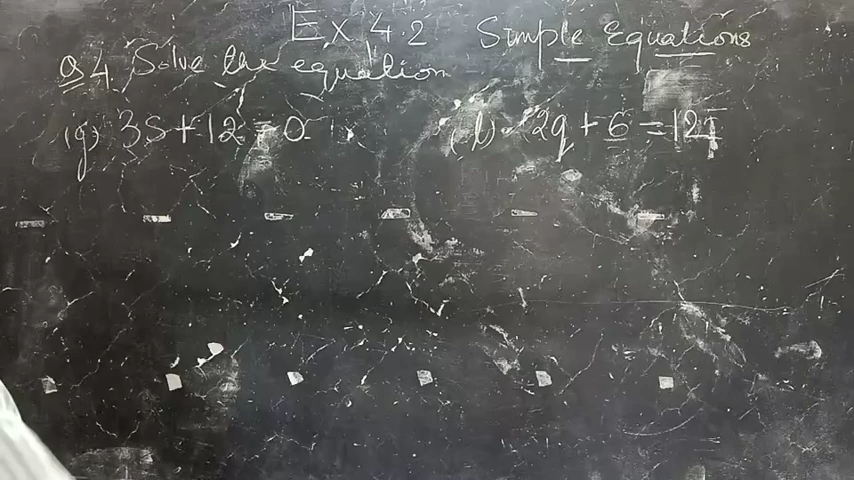 Ex 4.2 Simple Equations
Q4. Solve the equation
(g) 3s + 12 = 0 (l) 2q + 6 = 12